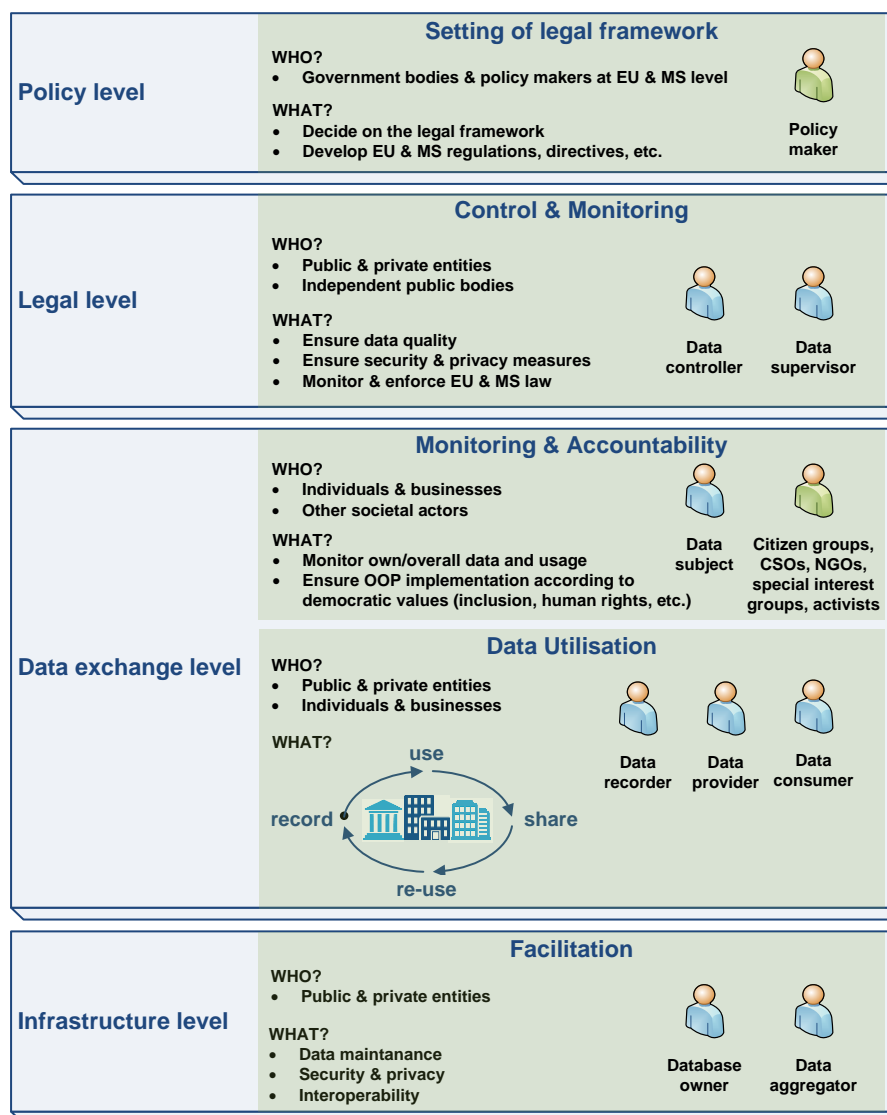 Policy level
Setting of legal framework
WHO?
• Government bodies & policy makers at EU & MS level
WHAT?
• Decide on the legal framework
• Develop EU & MS regulations, directives, etc.
Policy
maker
Legal level
Control & Monitoring
WHO?
• Public & private entities
• Independent public bodies
WHAT?
• Ensure data quality
• Ensure security & privacy measures
• Monitor & enforce EU & MS law
Data
controller
Data
supervisor
Data exchange level
Monitoring & Accountability
WHO?
• Individuals & businesses
• Other societal actors
WHAT?
• Monitor own/overall data and usage
• Ensure OOP implementation according to
democratic values (inclusion, human rights, etc.)
Data
subject
Citizen groups,
CSOs, NGOs,
special interest
groups, activists
Data Utilisation
WHO?
• Public & private entities
• Individuals & businesses
WHAT?
use
record
share
re-use
Data
recorder
Data
provider
Data
consumer
Infrastructure level
Facilitation
WHO?
• Public & private entities
WHAT?
• Data maintanance
• Security & privacy
• Interoperability
Database
owner
Data
aggregator